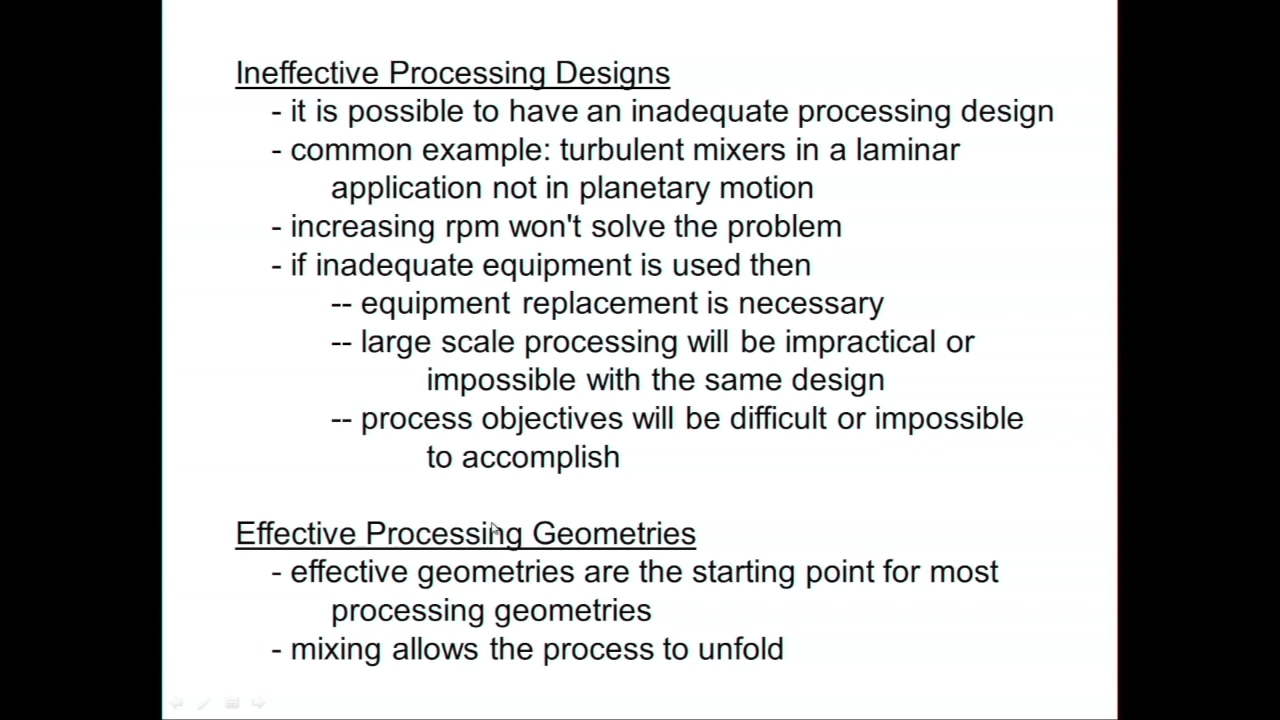 Ineffective Processing Designs
- it is possible to have an inadequate processing design
- common example: turbulent mixers in a laminar
application not in planetary motion
- increasing rpm won't solve the problem
- if inadequate equipment is used then
-- equipment replacement is necessary
-- large scale processing will be impractical or
impossible with the same design
-- process objectives will be difficult or impossible
to accomplish
Effective Processing Geometries
- effective geometries are the starting point for most
processing geometries
- mixing allows the process to unfold